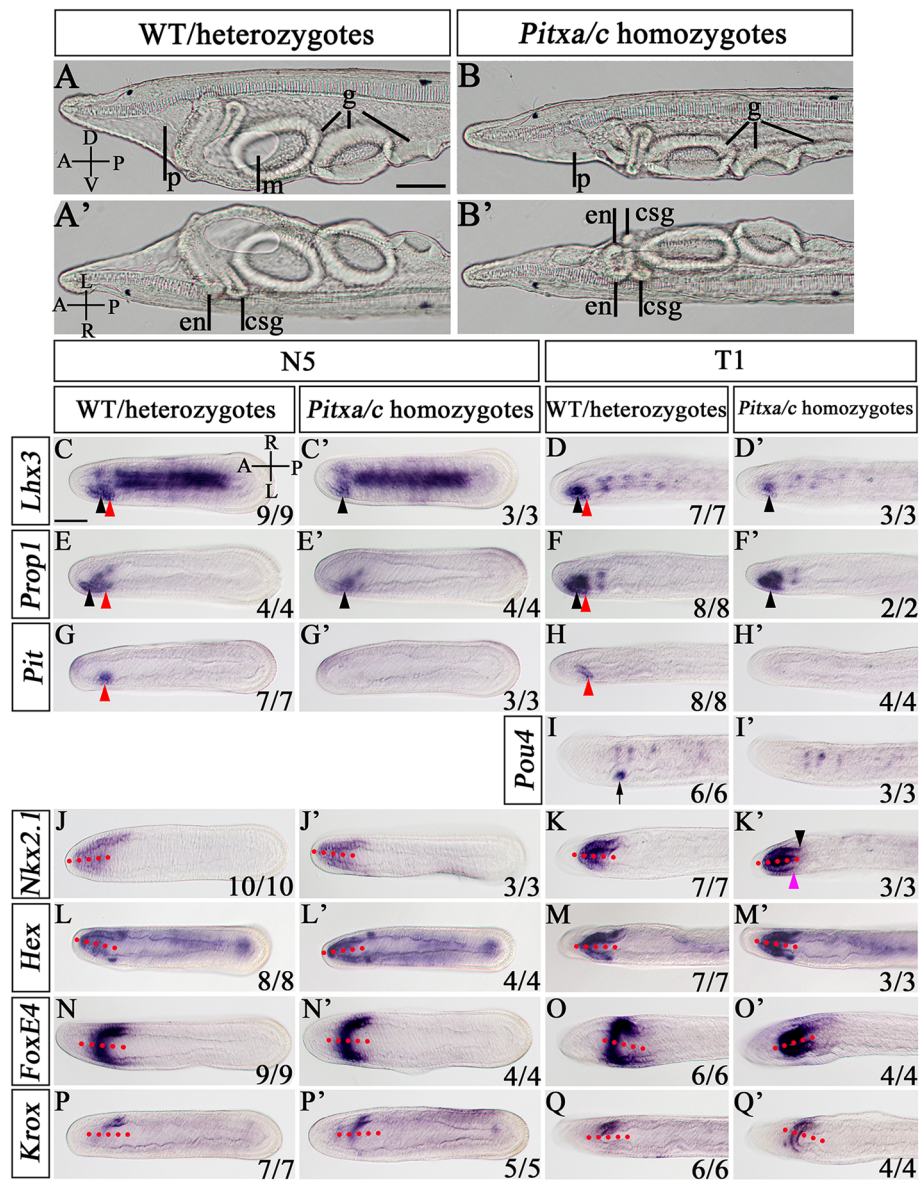 WT/heterozygotes
Pitxa/c homozygotes
A
D
A P
V
p
m
g
B
g
p
A’
L
A P
R
en
csg
B’
en
csg
en
csg
N5
T1
WT/heterozygotes
Pitxa/c homozygotes
WT/heterozygotes
Pitxa/c homozygotes
Lhx3
C
R
A P
L
9/9
C’
3/3
D
7/7
D’
3/3
Prop1
E
4/4
E’
4/4
F
8/8
F’
2/2
Pit
G
7/7
G’
3/3
H
8/8
H’
4/4
Pou4
I
6/6
I’
3/3
Nkx2.1
J
10/10
J’
3/3
K
7/7
K’
3/3
Hex
L
8/8
L’
4/4
M
7/7
M’
3/3
FoxE4
N
9/9
N’
4/4
O
6/6
O’
4/4
Krox
P
7/7
P’
5/5
Q
6/6
Q’
4/4